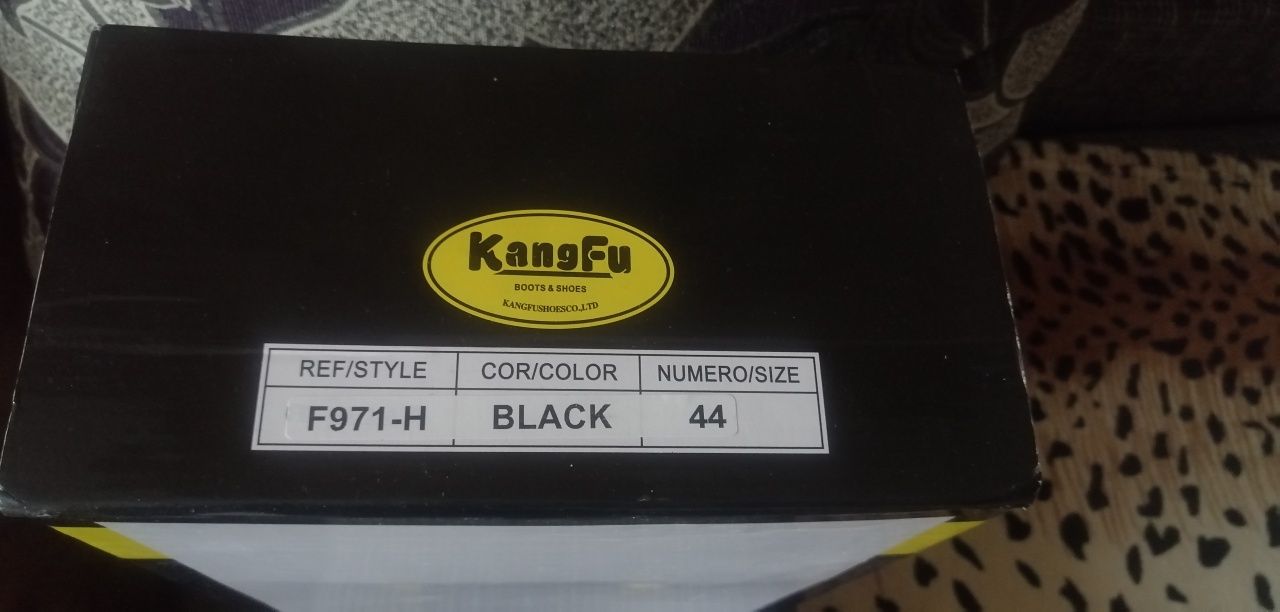 KangFu
BOOTS & SHOES
KANGFUSHOESCO.,LTD
REF/STYLE COR/COLOR NUMERO/SIZE
F971-H BLACK 44